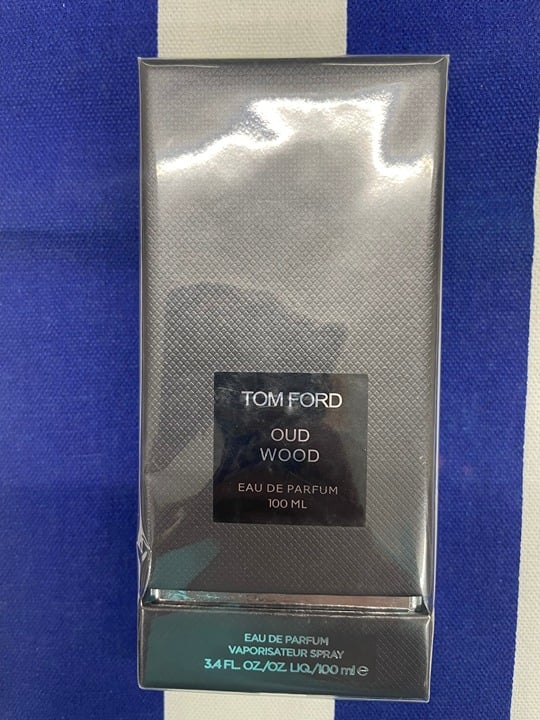 TOM FORD
OUD
WOOD
EAU DE PARFUM
100 ML
EAU DE PARFUM
VAPORISATEUR SPRAY
3.4 FL. OZ./OZ. LIQ./100 ml ℮